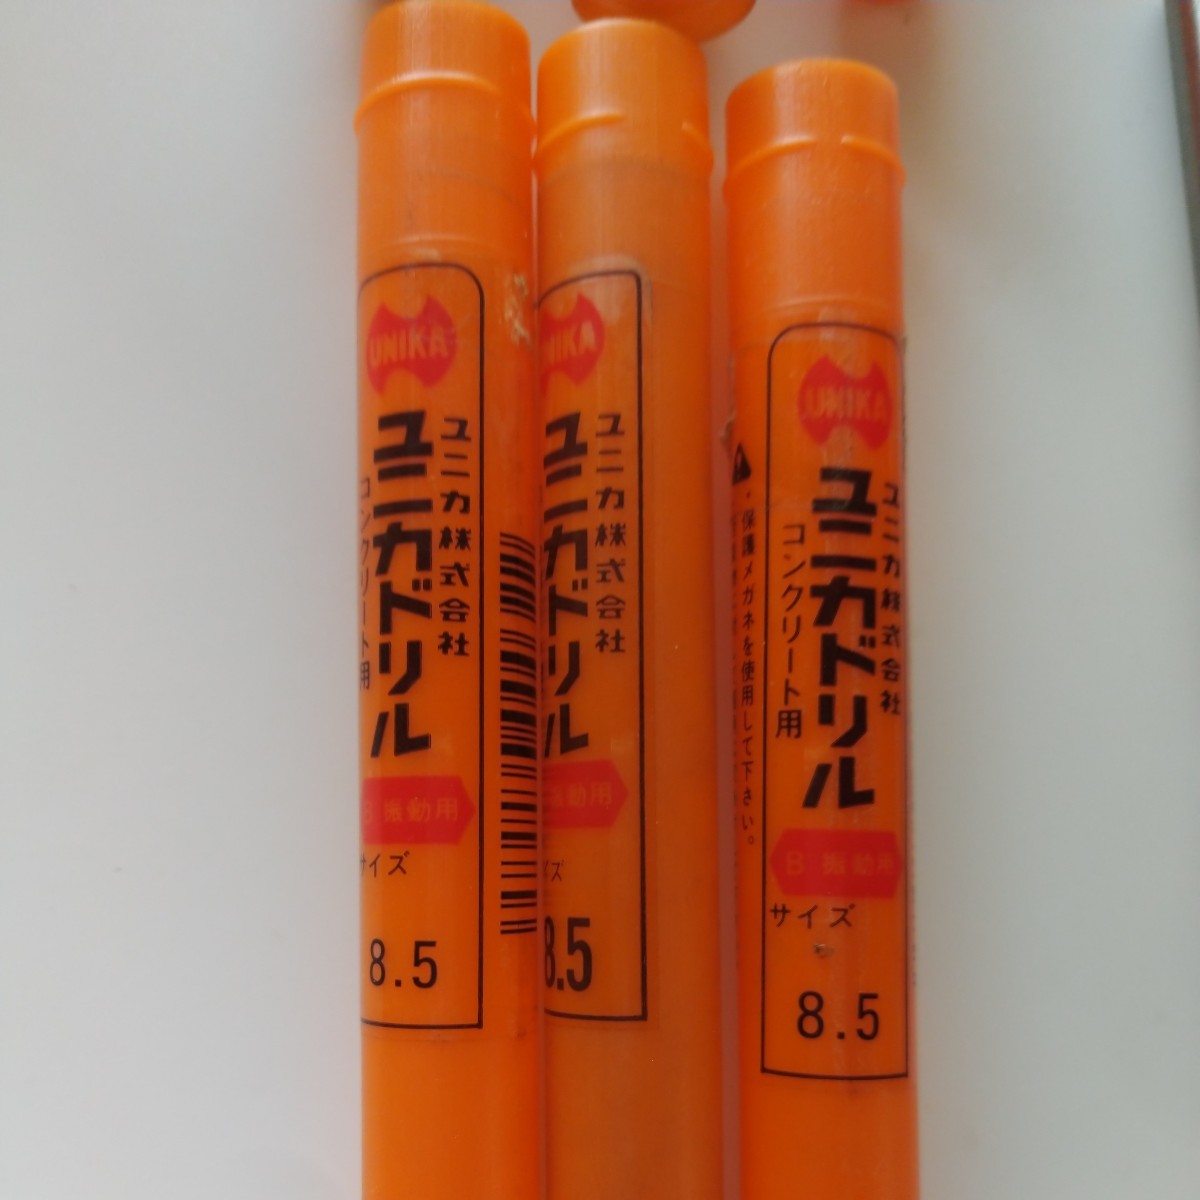 UNIKA
ユニカ株式会社
ユニカドリル
コンクリート用
B 振動用
サイズ
8.5
UNIKA
ユニカ株式会社
ユニカドリル
振動用
サイズ
8.5
UNIKA
ユニカ株式会社
ユニカドリル
コンクリート用
B 振動用
サイズ
8.5
・保護メガネを使用して下さい。